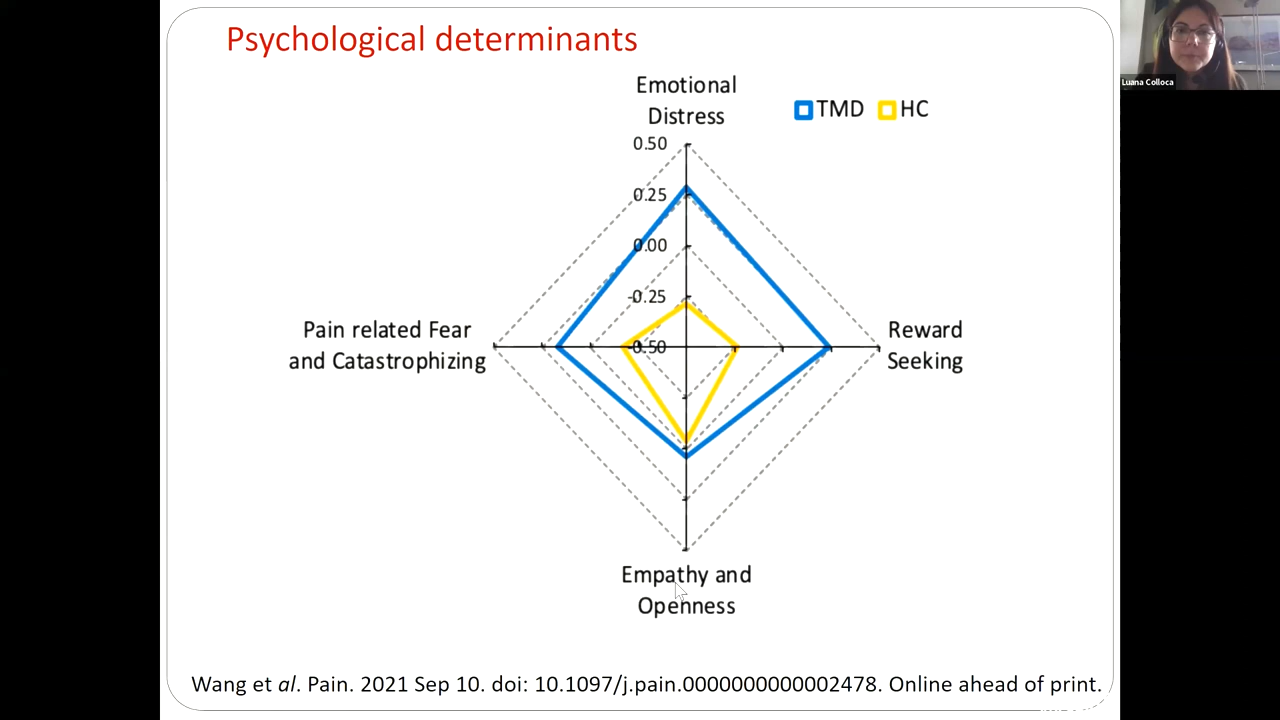 Psychological determinants
Luana Colloca
Emotional
Distress
TMD HC
0.50
0.25
0.00
-0.25
-0.50
Pain related Fear
and Catastrophizing
Reward
Seeking
Empathy and
Openness
Wang et al. Pain. 2021 Sep 10. doi: 10.1097/j.pain.0000000000002478. Online ahead of print.